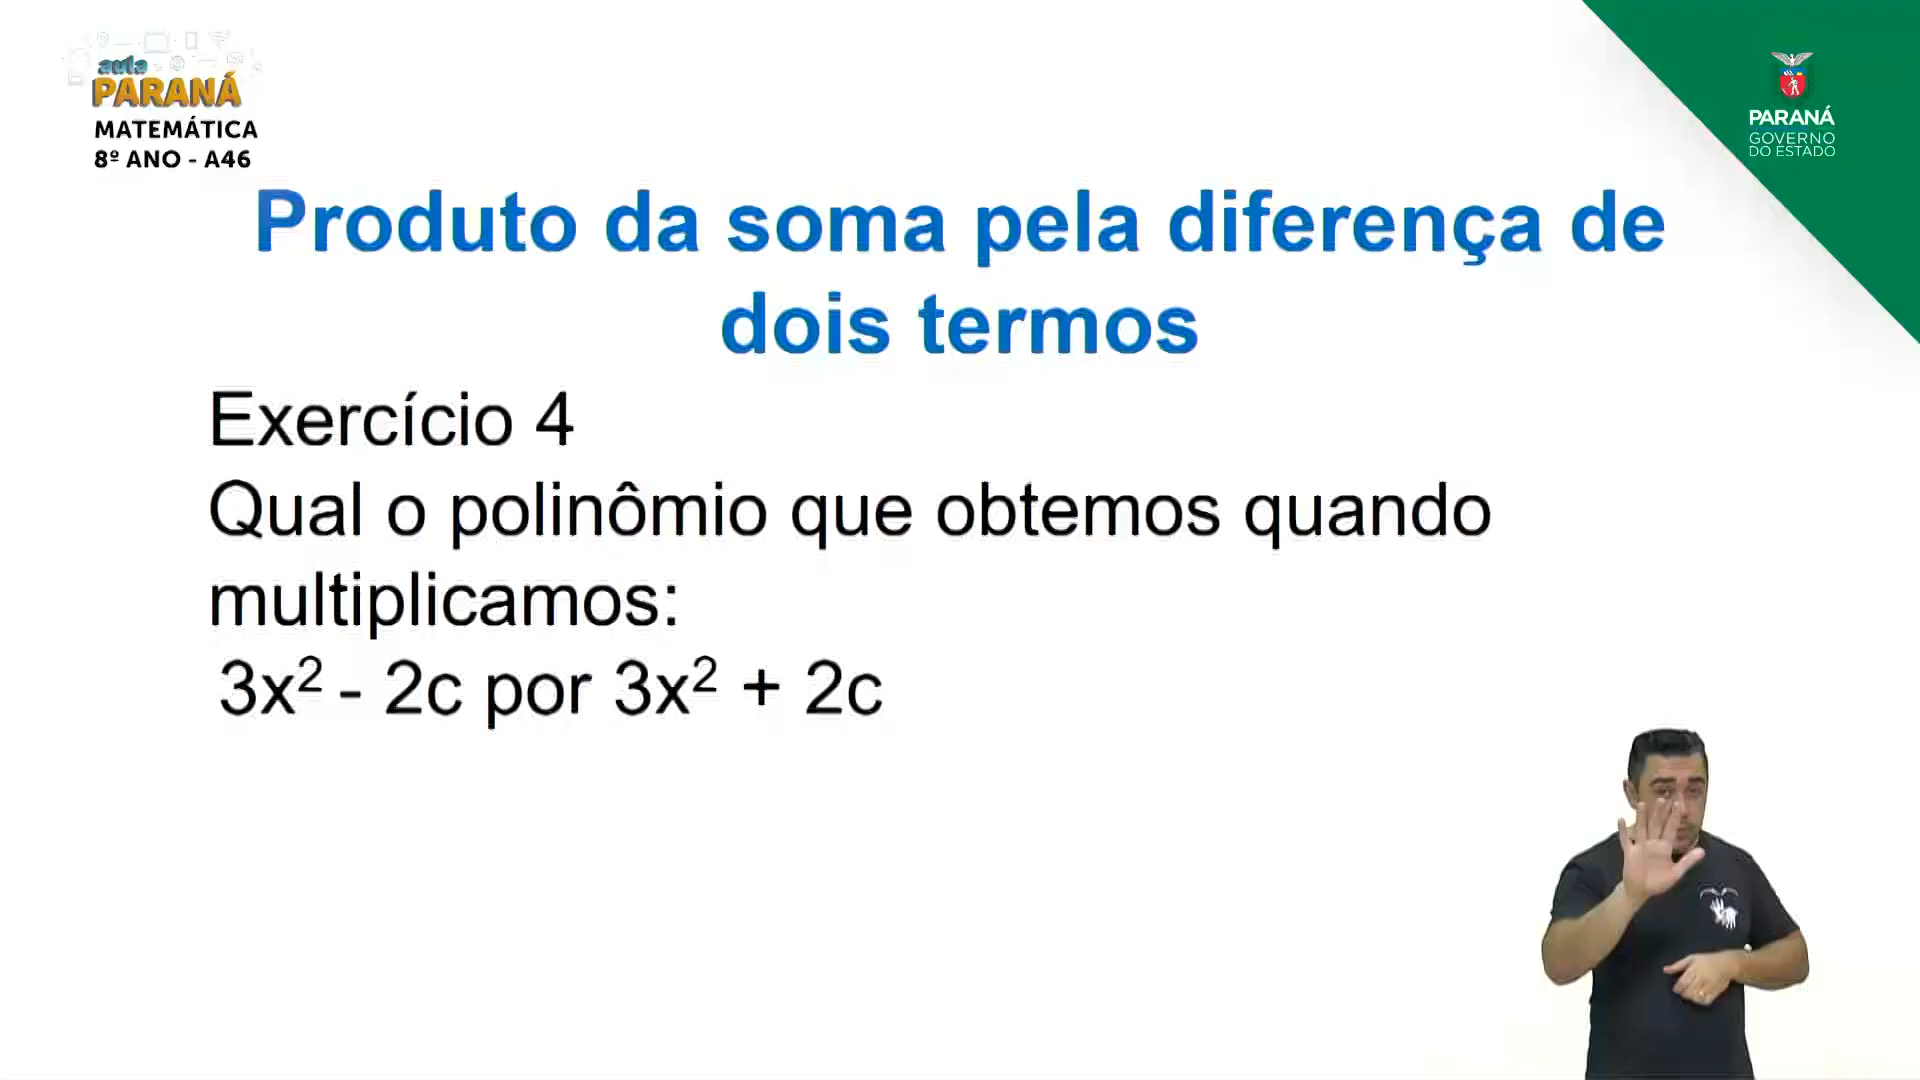 aula
PARANÁ
MATEMÁTICA
8º ANO - A46
PARANÁ
GOVERNO
DO ESTADO
Produto da soma pela diferença de
dois termos
Exercício 4
Qual o polinômio que obtemos quando
multiplicamos:
3x² - 2c por 3x² + 2c